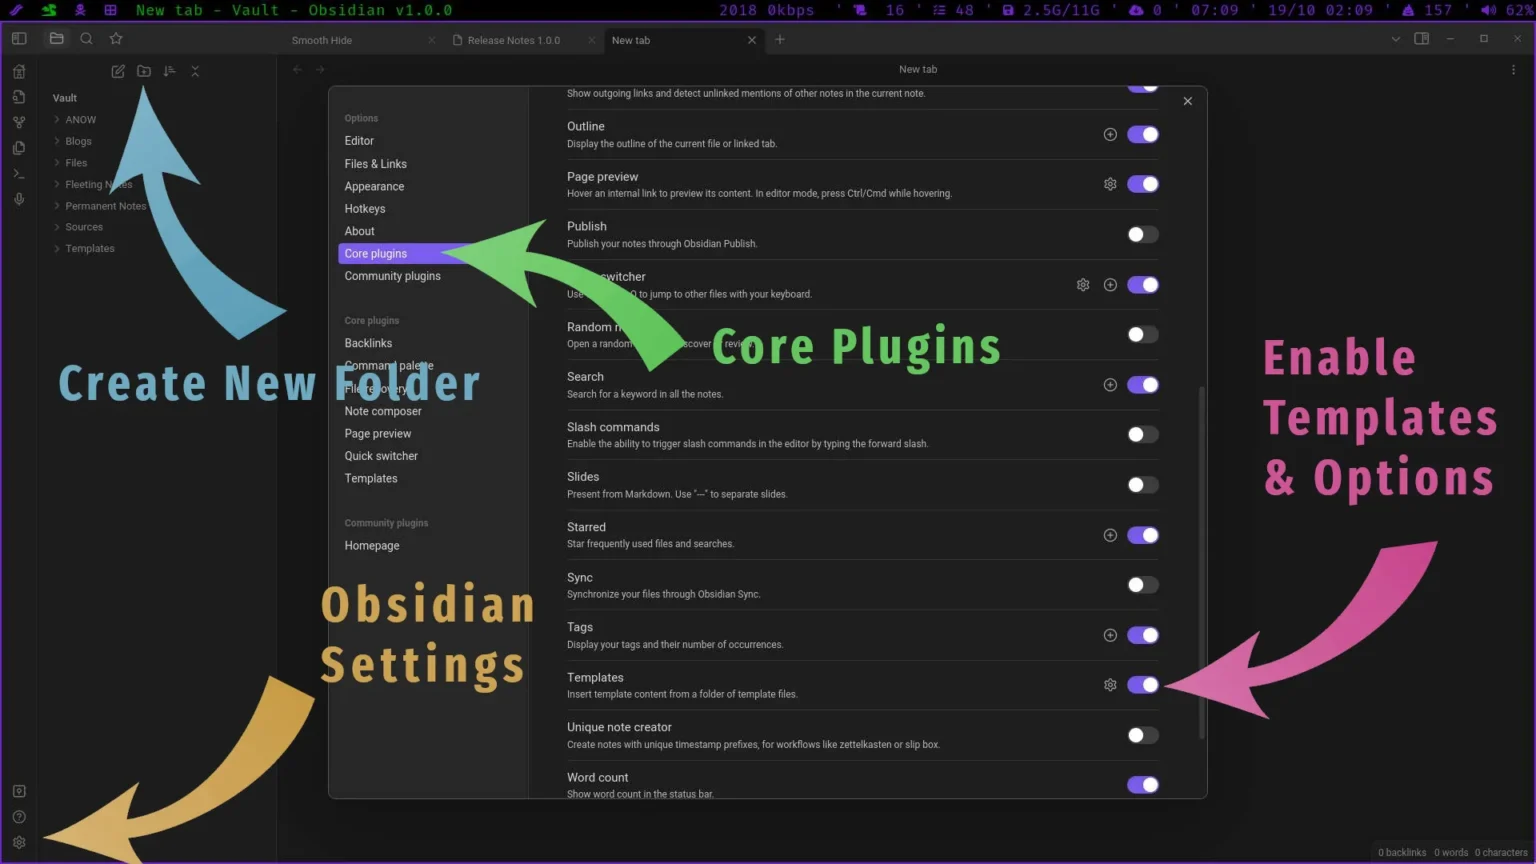 New tab - Vault - Obsidian v1.0.0
2018 0kbps ' 16 ' 48 ' 2.5G/11G ' 0 ' 07:09 ' 19/10 02:09 ' 157 ' 62%
Smooth Hide
Release Notes 1.0.0
New tab
New tab
Vault
ANOW
Blogs
Files
Fleeting Notes
Permanent Notes
Sources
Templates
Create New Folder
Obsidian
Settings
Options
Editor
Files & Links
Appearance
Hotkeys
About
Core plugins
Community plugins
Core plugins
Backlinks
Command palette
File recovery
Note composer
Page preview
Quick switcher
Templates
Community plugins
Homepage
Show outgoing links and detect unlinked mentions of other notes in the current note.
Outline
Display the outline of the current file or linked tab.
Page preview
Hover an internal link to preview its content. In editor mode, press Ctrl/Cmd while hovering.
Publish
Publish your notes through Obsidian Publish.
switcher
Use to jump to other files with your keyboard.
Random
Open a random
Core Plugins
Search
Search for a keyword in all the notes.
Slash commands
Enable the ability to trigger slash commands in the editor by typing the forward slash.
Slides
Present from Markdown. Use "---" to separate slides.
Starred
Star frequently used files and searches.
Sync
Synchronize your files through Obsidian Sync.
Tags
Display your tags and their number of occurrences.
Templates
Insert template content from a folder of template files.
Unique note creator
Create notes with unique timestamp prefixes, for workflows like zettelkasten or slip box.
Word count
Show word count in the status bar.
Enable
Templates
& Options
0 backlinks 0 words 0 characters